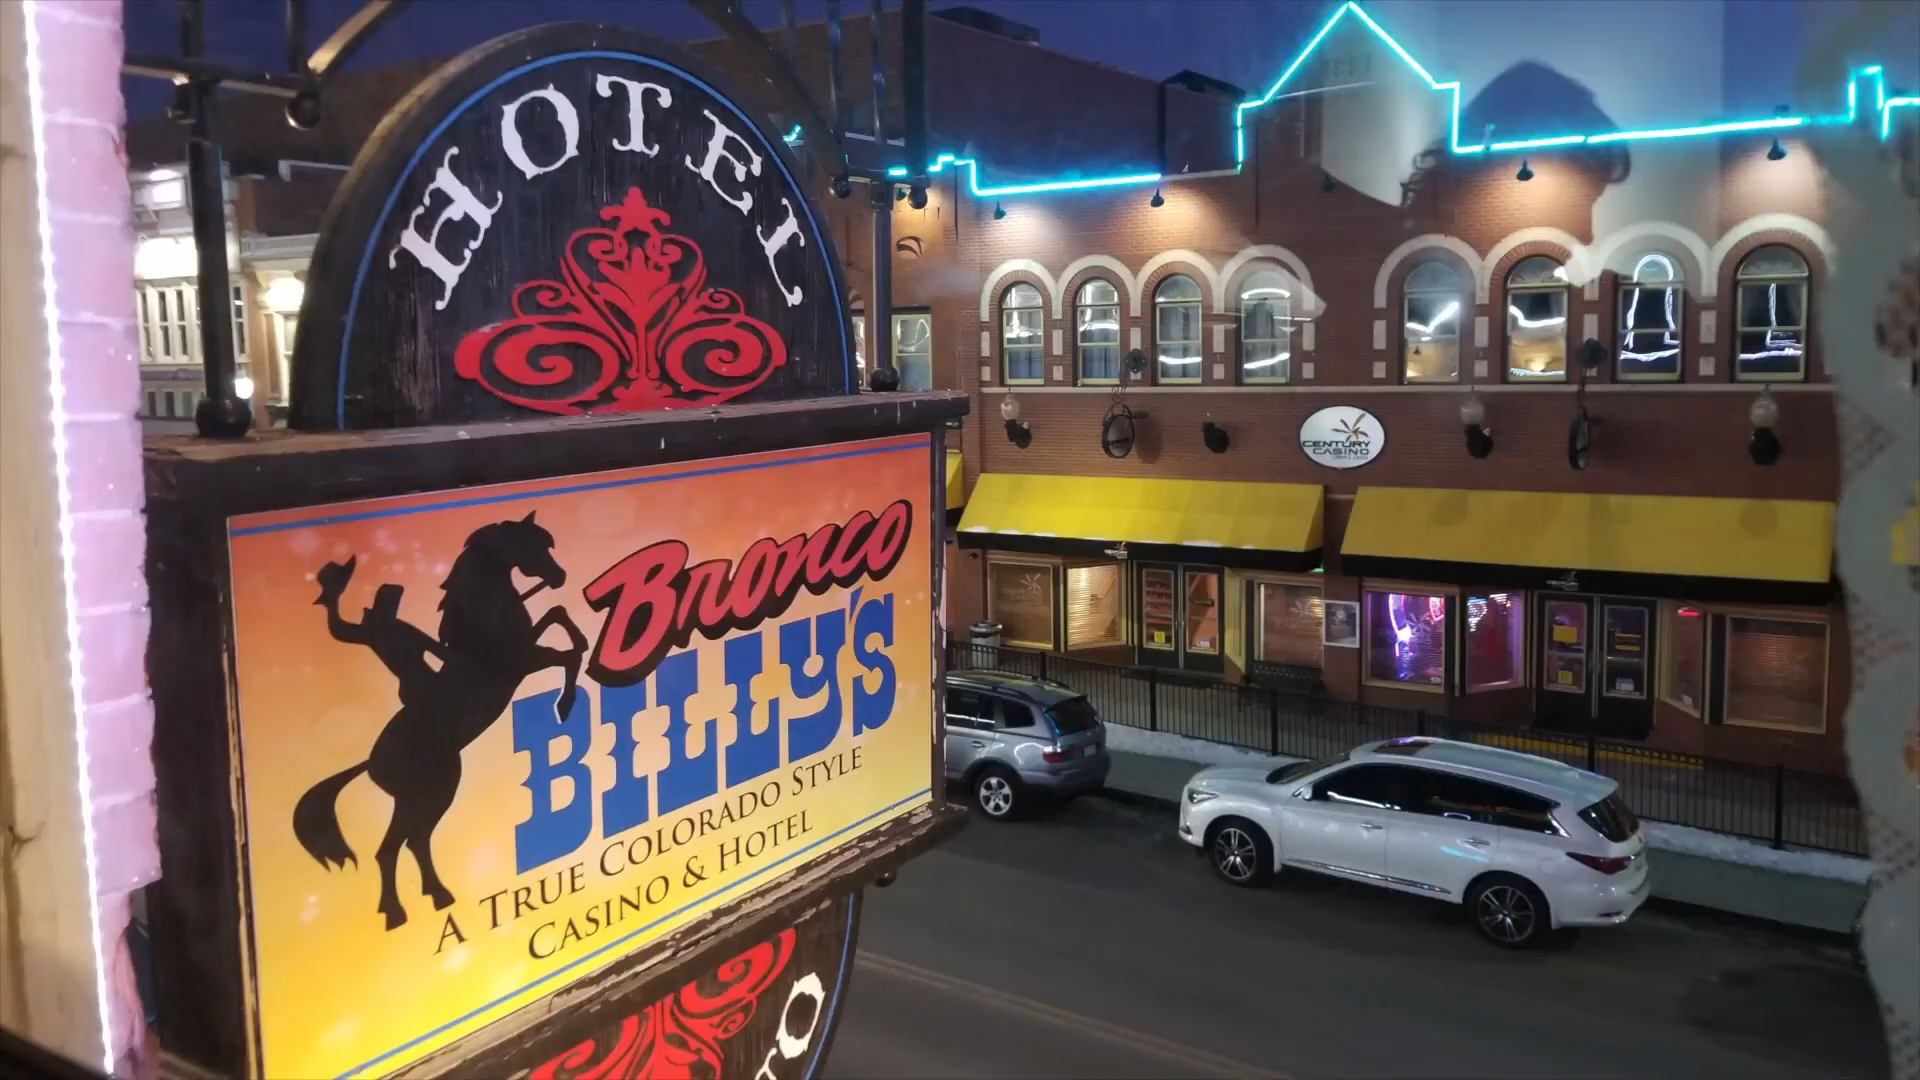 HOTEL
Bronco
BILLY'S
A TRUE COLORADO STYLE
CASINO & HOTEL
CENTURY
CASINO